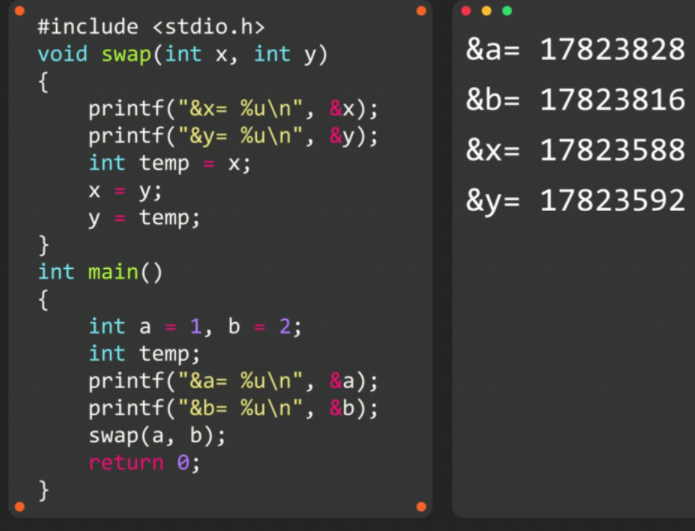 #include <stdio.h>
void swap(int x, int y)
{
    printf("&x= %u\n", &x);
    printf("&y= %u\n", &y);
    int temp = x;
    x = y;
    y = temp;
}
int main()
{
    int a = 1, b = 2;
    int temp;
    printf("&a= %u\n", &a);
    printf("&b= %u\n", &b);
    swap(a, b);
    return 0;
}
&a= 17823828
&b= 17823816
&x= 17823588
&y= 17823592